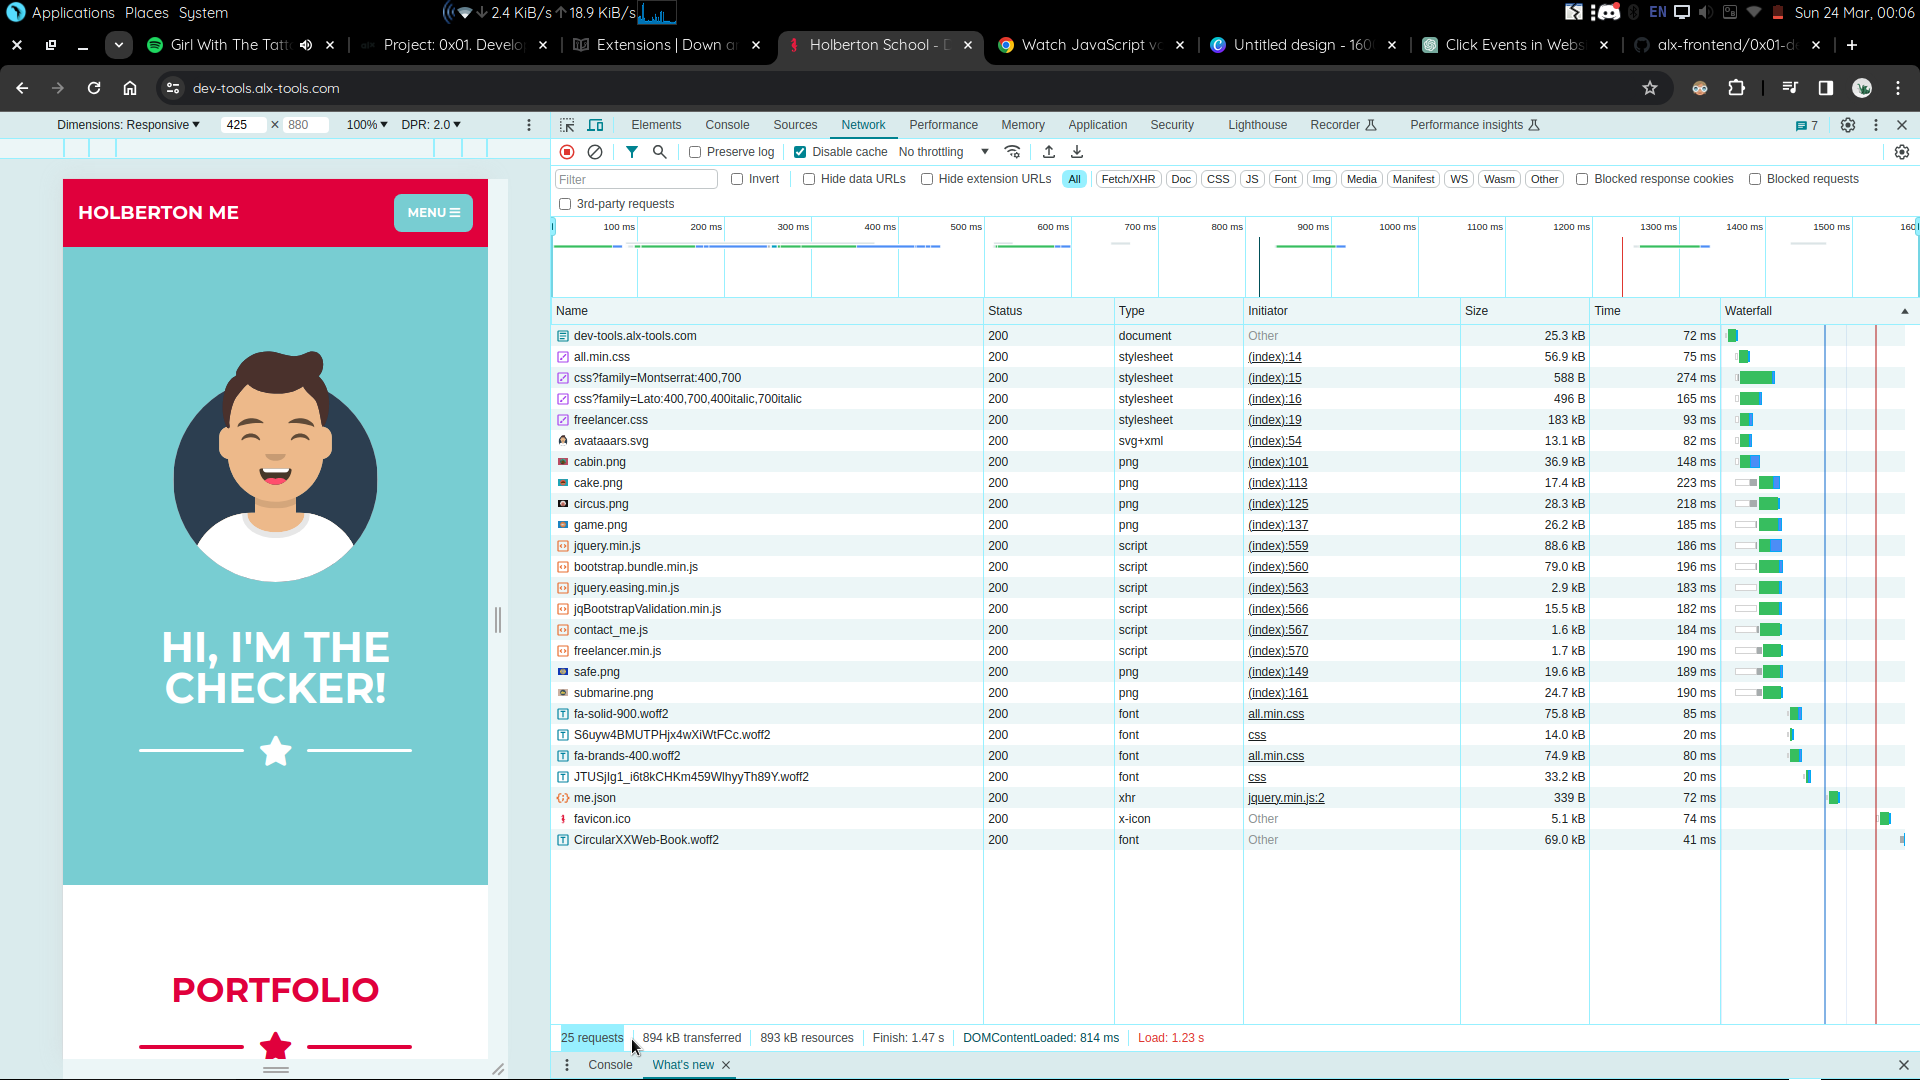 Applications Places System 2.4 KiB/s 18.9 KiB/s EN Sun 24 Mar, 00:06
Girl With The Tatt Project: 0x01. Develo Extensions | Down a Holberton School - D Watch JavaScript vc Untitled design - 160 Click Events in Webs alx-frontend/0x01-d
dev-tools.alx-tools.com
Dimensions: Responsive 425 × 880 100% DPR: 2.0
Elements Console Sources Network Performance Memory Application Security Lighthouse Recorder Performance insights 7
Preserve log Disable cache No throttling
Filter Invert Hide data URLs Hide extension URLs All Fetch/XHR Doc CSS JS Font Img Media Manifest WS Wasm Other Blocked response cookies Blocked requests
3rd-party requests
100 ms 200 ms 300 ms 400 ms 500 ms 600 ms 700 ms 800 ms 900 ms 1000 ms 1100 ms 1200 ms 1300 ms 1400 ms 1500 ms 160
HOLBERTON ME MENU
HI, I'M THE
CHECKER!
PORTFOLIO
Name Status Type Initiator Size Time Waterfall
dev-tools.alx-tools.com 200 document Other 25.3 kB 72 ms
all.min.css 200 stylesheet (index):14 56.9 kB 75 ms
css?family=Montserrat:400,700 200 stylesheet (index):15 588 B 274 ms
css?family=Lato:400,700,400italic,700italic 200 stylesheet (index):16 496 B 165 ms
freelancer.css 200 stylesheet (index):19 183 kB 93 ms
avataaars.svg 200 svg+xml (index):54 13.1 kB 82 ms
cabin.png 200 png (index):101 36.9 kB 148 ms
cake.png 200 png (index):113 17.4 kB 223 ms
circus.png 200 png (index):125 28.3 kB 218 ms
game.png 200 png (index):137 26.2 kB 185 ms
jquery.min.js 200 script (index):559 88.6 kB 186 ms
bootstrap.bundle.min.js 200 script (index):560 79.0 kB 196 ms
jquery.easing.min.js 200 script (index):563 2.9 kB 183 ms
jqBootstrapValidation.min.js 200 script (index):566 15.5 kB 182 ms
contact_me.js 200 script (index):567 1.6 kB 184 ms
freelancer.min.js 200 script (index):570 1.7 kB 190 ms
safe.png 200 png (index):149 19.6 kB 189 ms
submarine.png 200 png (index):161 24.7 kB 190 ms
fa-solid-900.woff2 200 font all.min.css 75.8 kB 85 ms
S6uyw4BMUTPHjx4wXiWtFCc.woff2 200 font css 14.0 kB 20 ms
fa-brands-400.woff2 200 font all.min.css 74.9 kB 80 ms
JTUSjIg1_i6t8kCHKm459WlhyyTh89Y.woff2 200 font css 33.2 kB 20 ms
me.json 200 xhr jquery.min.js:2 339 B 72 ms
favicon.ico 200 x-icon Other 5.1 kB 74 ms
CircularXXWeb-Book.woff2 200 font Other 69.0 kB 41 ms
25 requests 894 kB transferred 893 kB resources Finish: 1.47 s DOMContentLoaded: 814 ms Load: 1.23 s
Console What's new